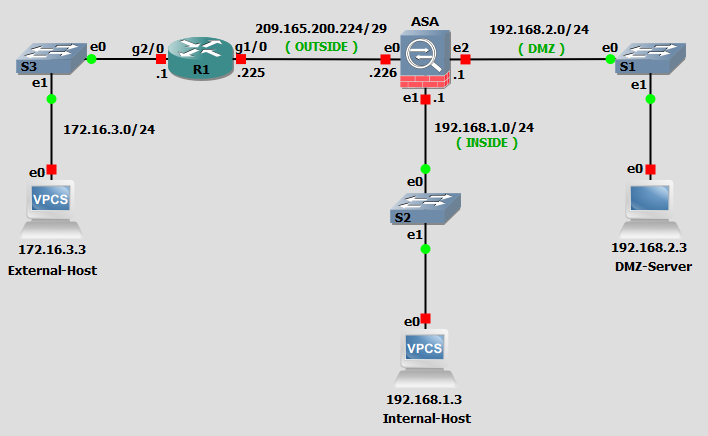 209.165.200.224/29
( OUTSIDE )
ASA
192.168.2.0/24
( DMZ )
e0
g2/0
g1/0
e0
e2
e0
S3
.1
R1
.225
.226
.1
S1
e1
e1
.1
e1
172.16.3.0/24
192.168.1.0/24
( INSIDE )
e0
e0
e0
VPCS
S2
e1
172.16.3.3
External-Host
192.168.2.3
DMZ-Server
e0
VPCS
192.168.1.3
Internal-Host